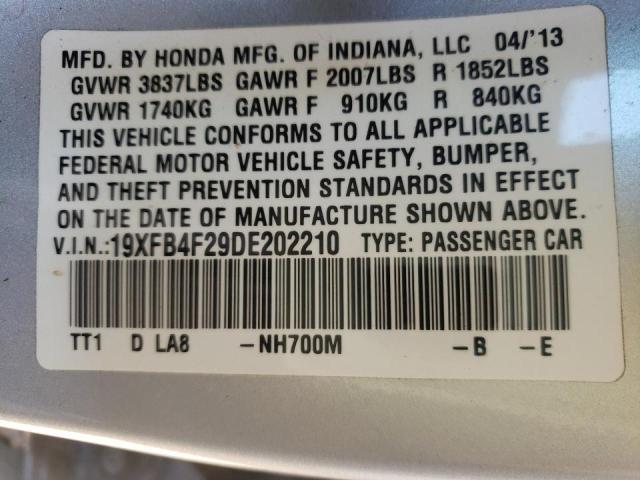 MFD. BY HONDA MFG. OF INDIANA, LLC 04/'13
GVWR 3837LBS GAWR F 2007LBS R 1852LBS
GVWR 1740KG GAWR F 910KG R 840KG
THIS VEHICLE CONFORMS TO ALL APPLICABLE
FEDERAL MOTOR VEHICLE SAFETY, BUMPER,
AND THEFT PREVENTION STANDARDS IN EFFECT
ON THE DATE OF MANUFACTURE SHOWN ABOVE.
V.I.N.:19XFB4F29DE202210 TYPE: PASSENGER CAR
TT1 D LA8 -NH700M -B -E